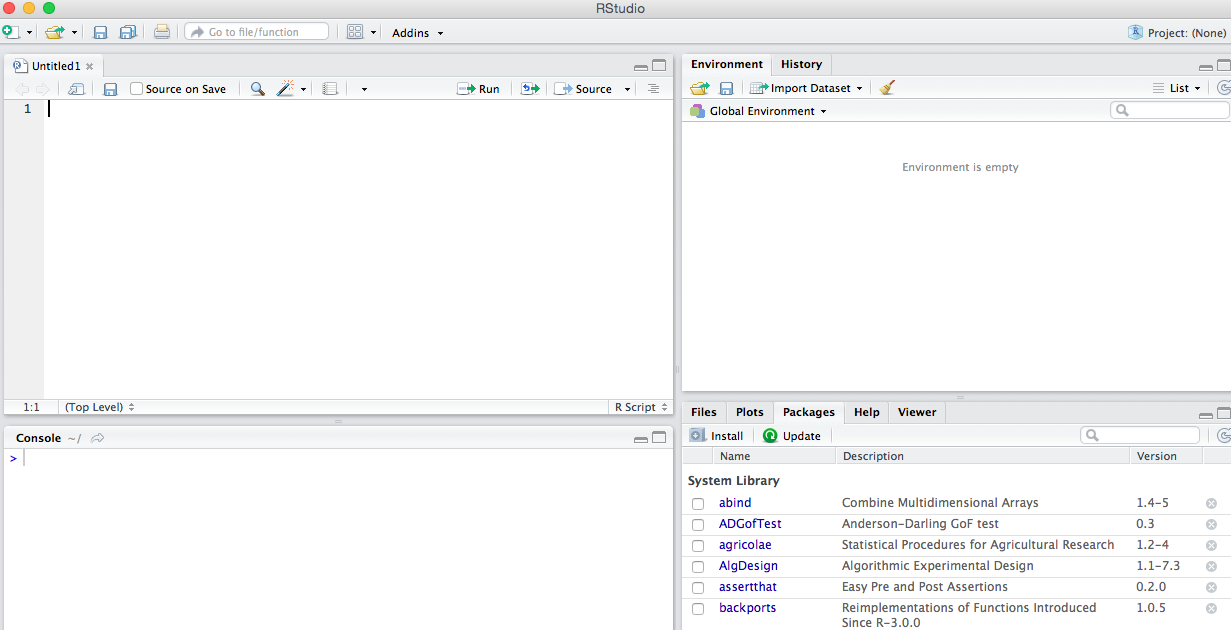 RStudio
Go to file/function
Addins
Project: (None)
Untitled1
Source on Save
Run
Source
1
1:1
(Top Level)
R Script
Console ~/
>
Environment
History
Import Dataset
List
Global Environment
Environment is empty
Files
Plots
Packages
Help
Viewer
Install
Update
Name
Description
Version
System Library
abind
Combine Multidimensional Arrays
1.4-5
ADGofTest
Anderson-Darling GoF test
0.3
agricolae
Statistical Procedures for Agricultural Research
1.2-4
AlgDesign
Algorithmic Experimental Design
1.1-7.3
assertthat
Easy Pre and Post Assertions
0.2.0
backports
Reimplementations of Functions Introduced
Since R-3.0.0
1.0.5